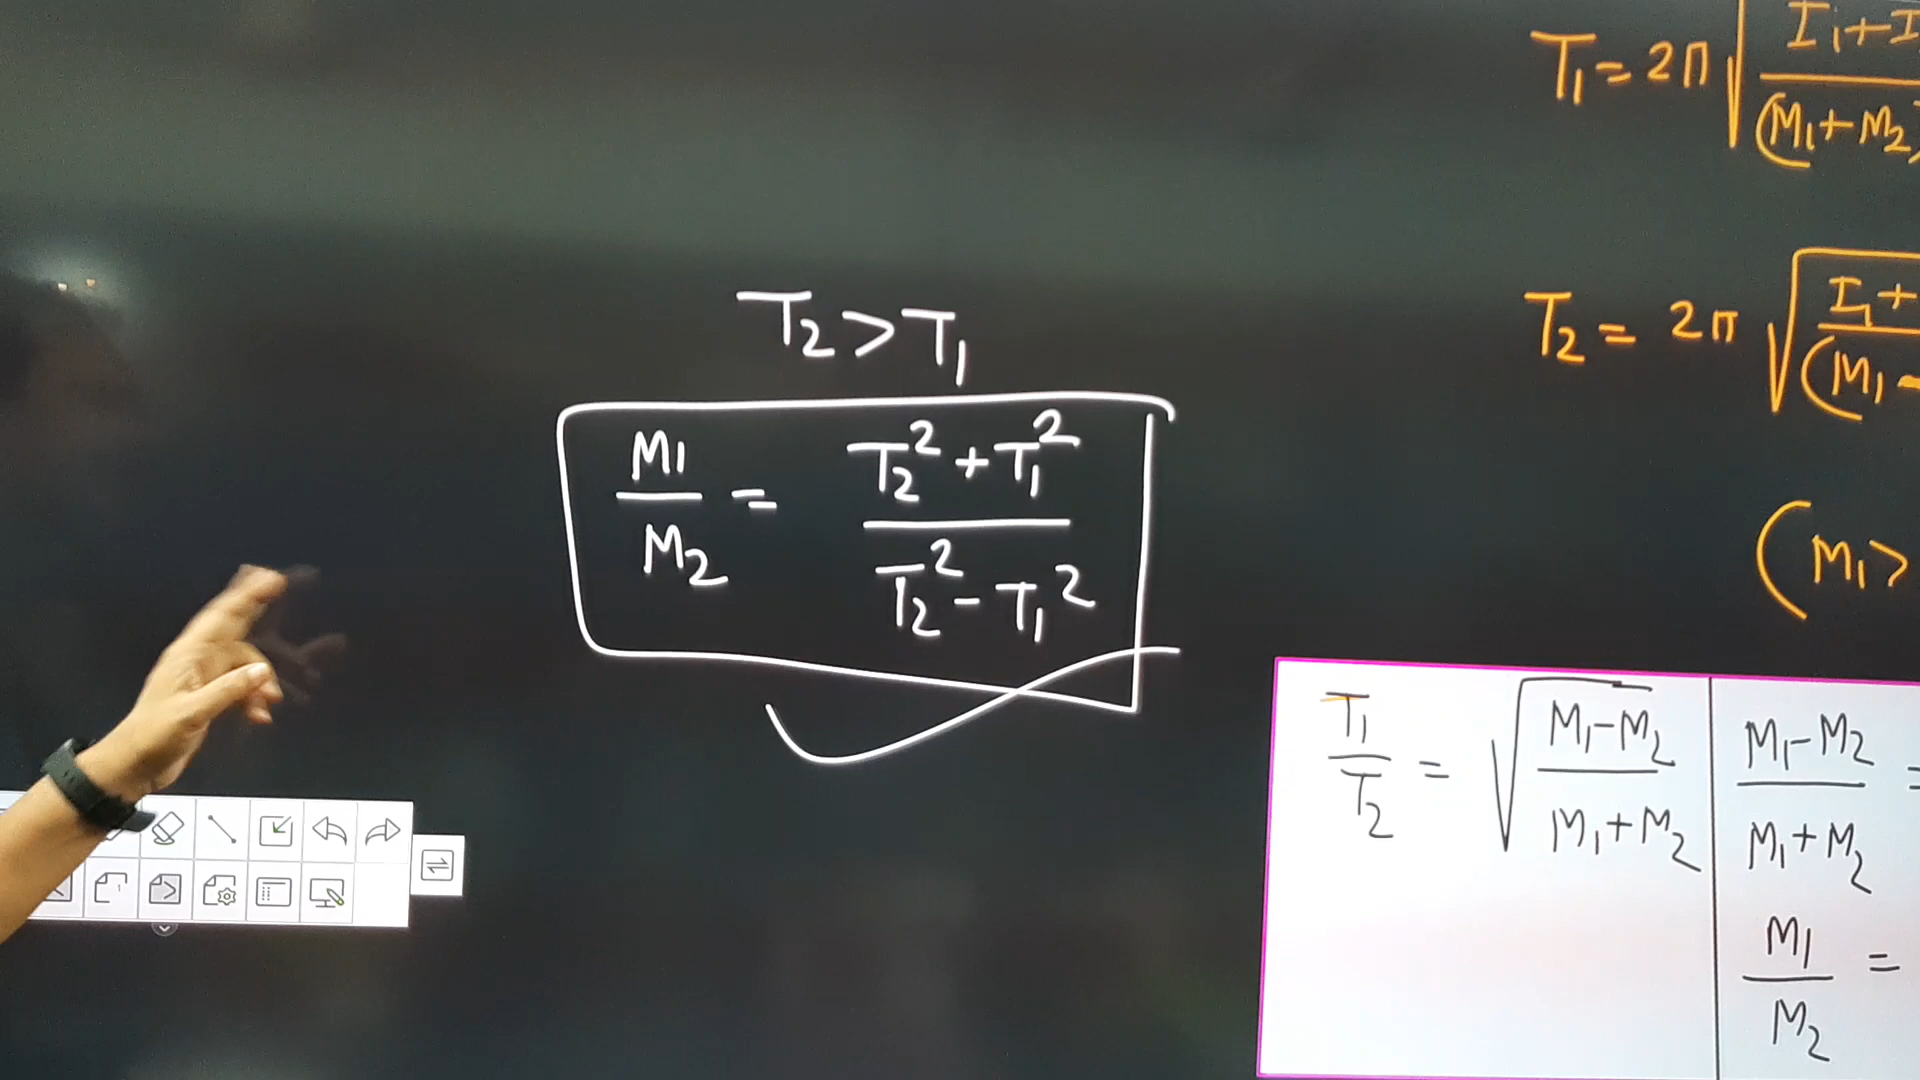 T₁ = 2π √(I₁+I / (M₁+M₂)
T₂ = 2π √(I₁+ / (M₁-
(M₁>
T₂ > T₁
M₁/M₂ = (T₂² + T₁²)/(T₂² - T₁²)
T₁/T₂ = √((M₁-M₂)/(M₁+M₂))
(M₁-M₂)/(M₁+M₂) =
M₁/M₂ =